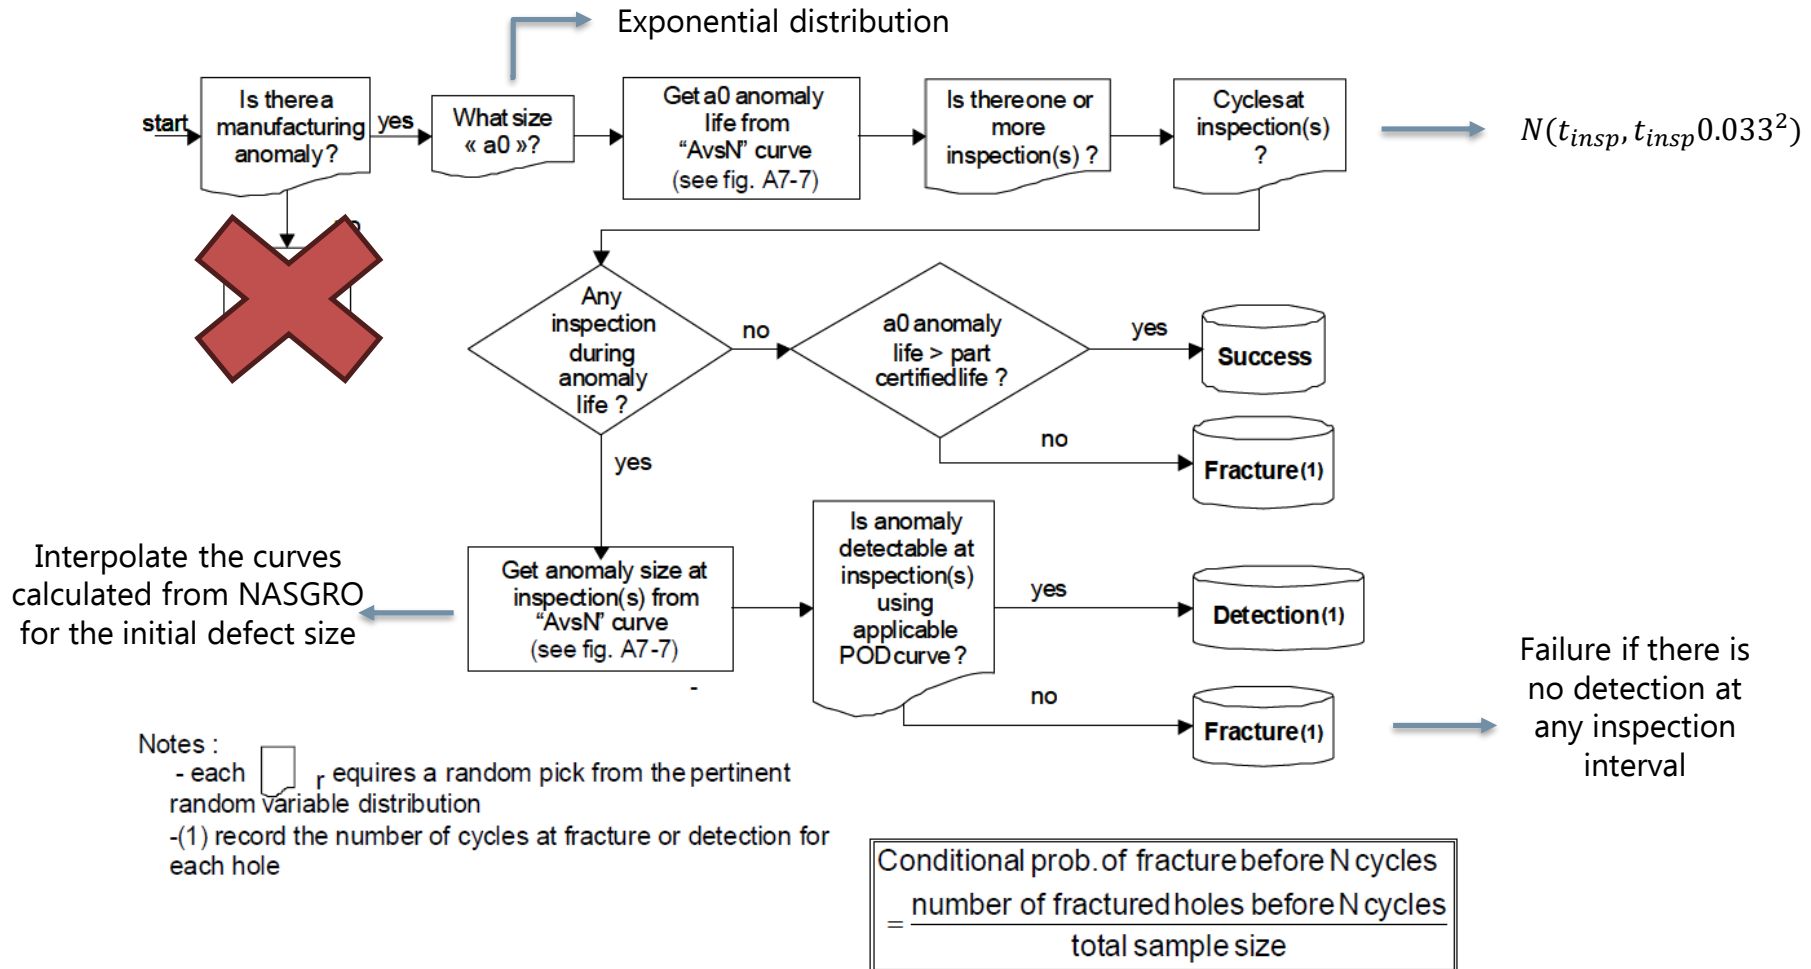 Exponential distribution
start
Is there a
manufacturing
anomaly?
yes
What size
« a0 »?
Get a0 anomaly
life from
“AvsN” curve
(see fig. A7-7)
Is there one or
more
inspection(s) ?
Cycles at
inspection(s)
?
N(t_insp, t_insp 0.033²)
Any
inspection
during
anomaly
life ?
no
a0 anomaly
life > part
certified life ?
yes
Success
no
Fracture(1)
yes
Interpolate the curves
calculated from NASGRO
for the initial defect size
Get anomaly size at
inspection(s) from
“AvsN” curve
(see fig. A7-7)
-
Is anomaly
detectable at
inspection(s)
using
applicable
POD curve ?
yes
Detection(1)
no
Fracture(1)
Failure if there is
no detection at
any inspection
interval
Notes :
- each r equires a random pick from the pertinent
random variable distribution
-(1) record the number of cycles at fracture or detection for
each hole
Conditional prob. of fracture before N cycles
= number of fractured holes before N cycles
total sample size